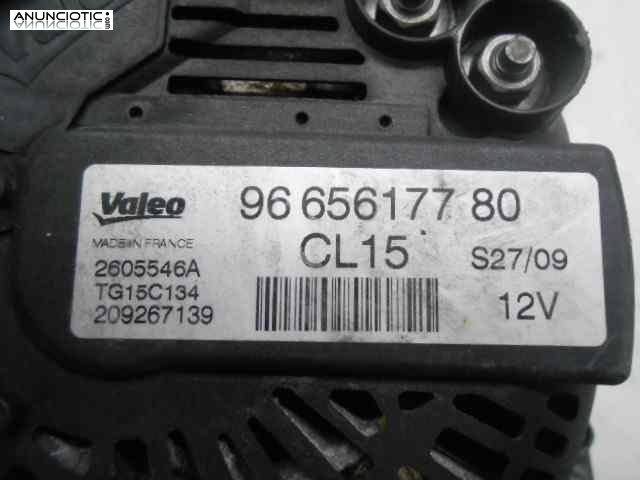 ANUNCIOTIC
Valeo
96 656177 80
MADE IN FRANCE
CL15
S27/09
2605546A
TG15C134
209267139
12V